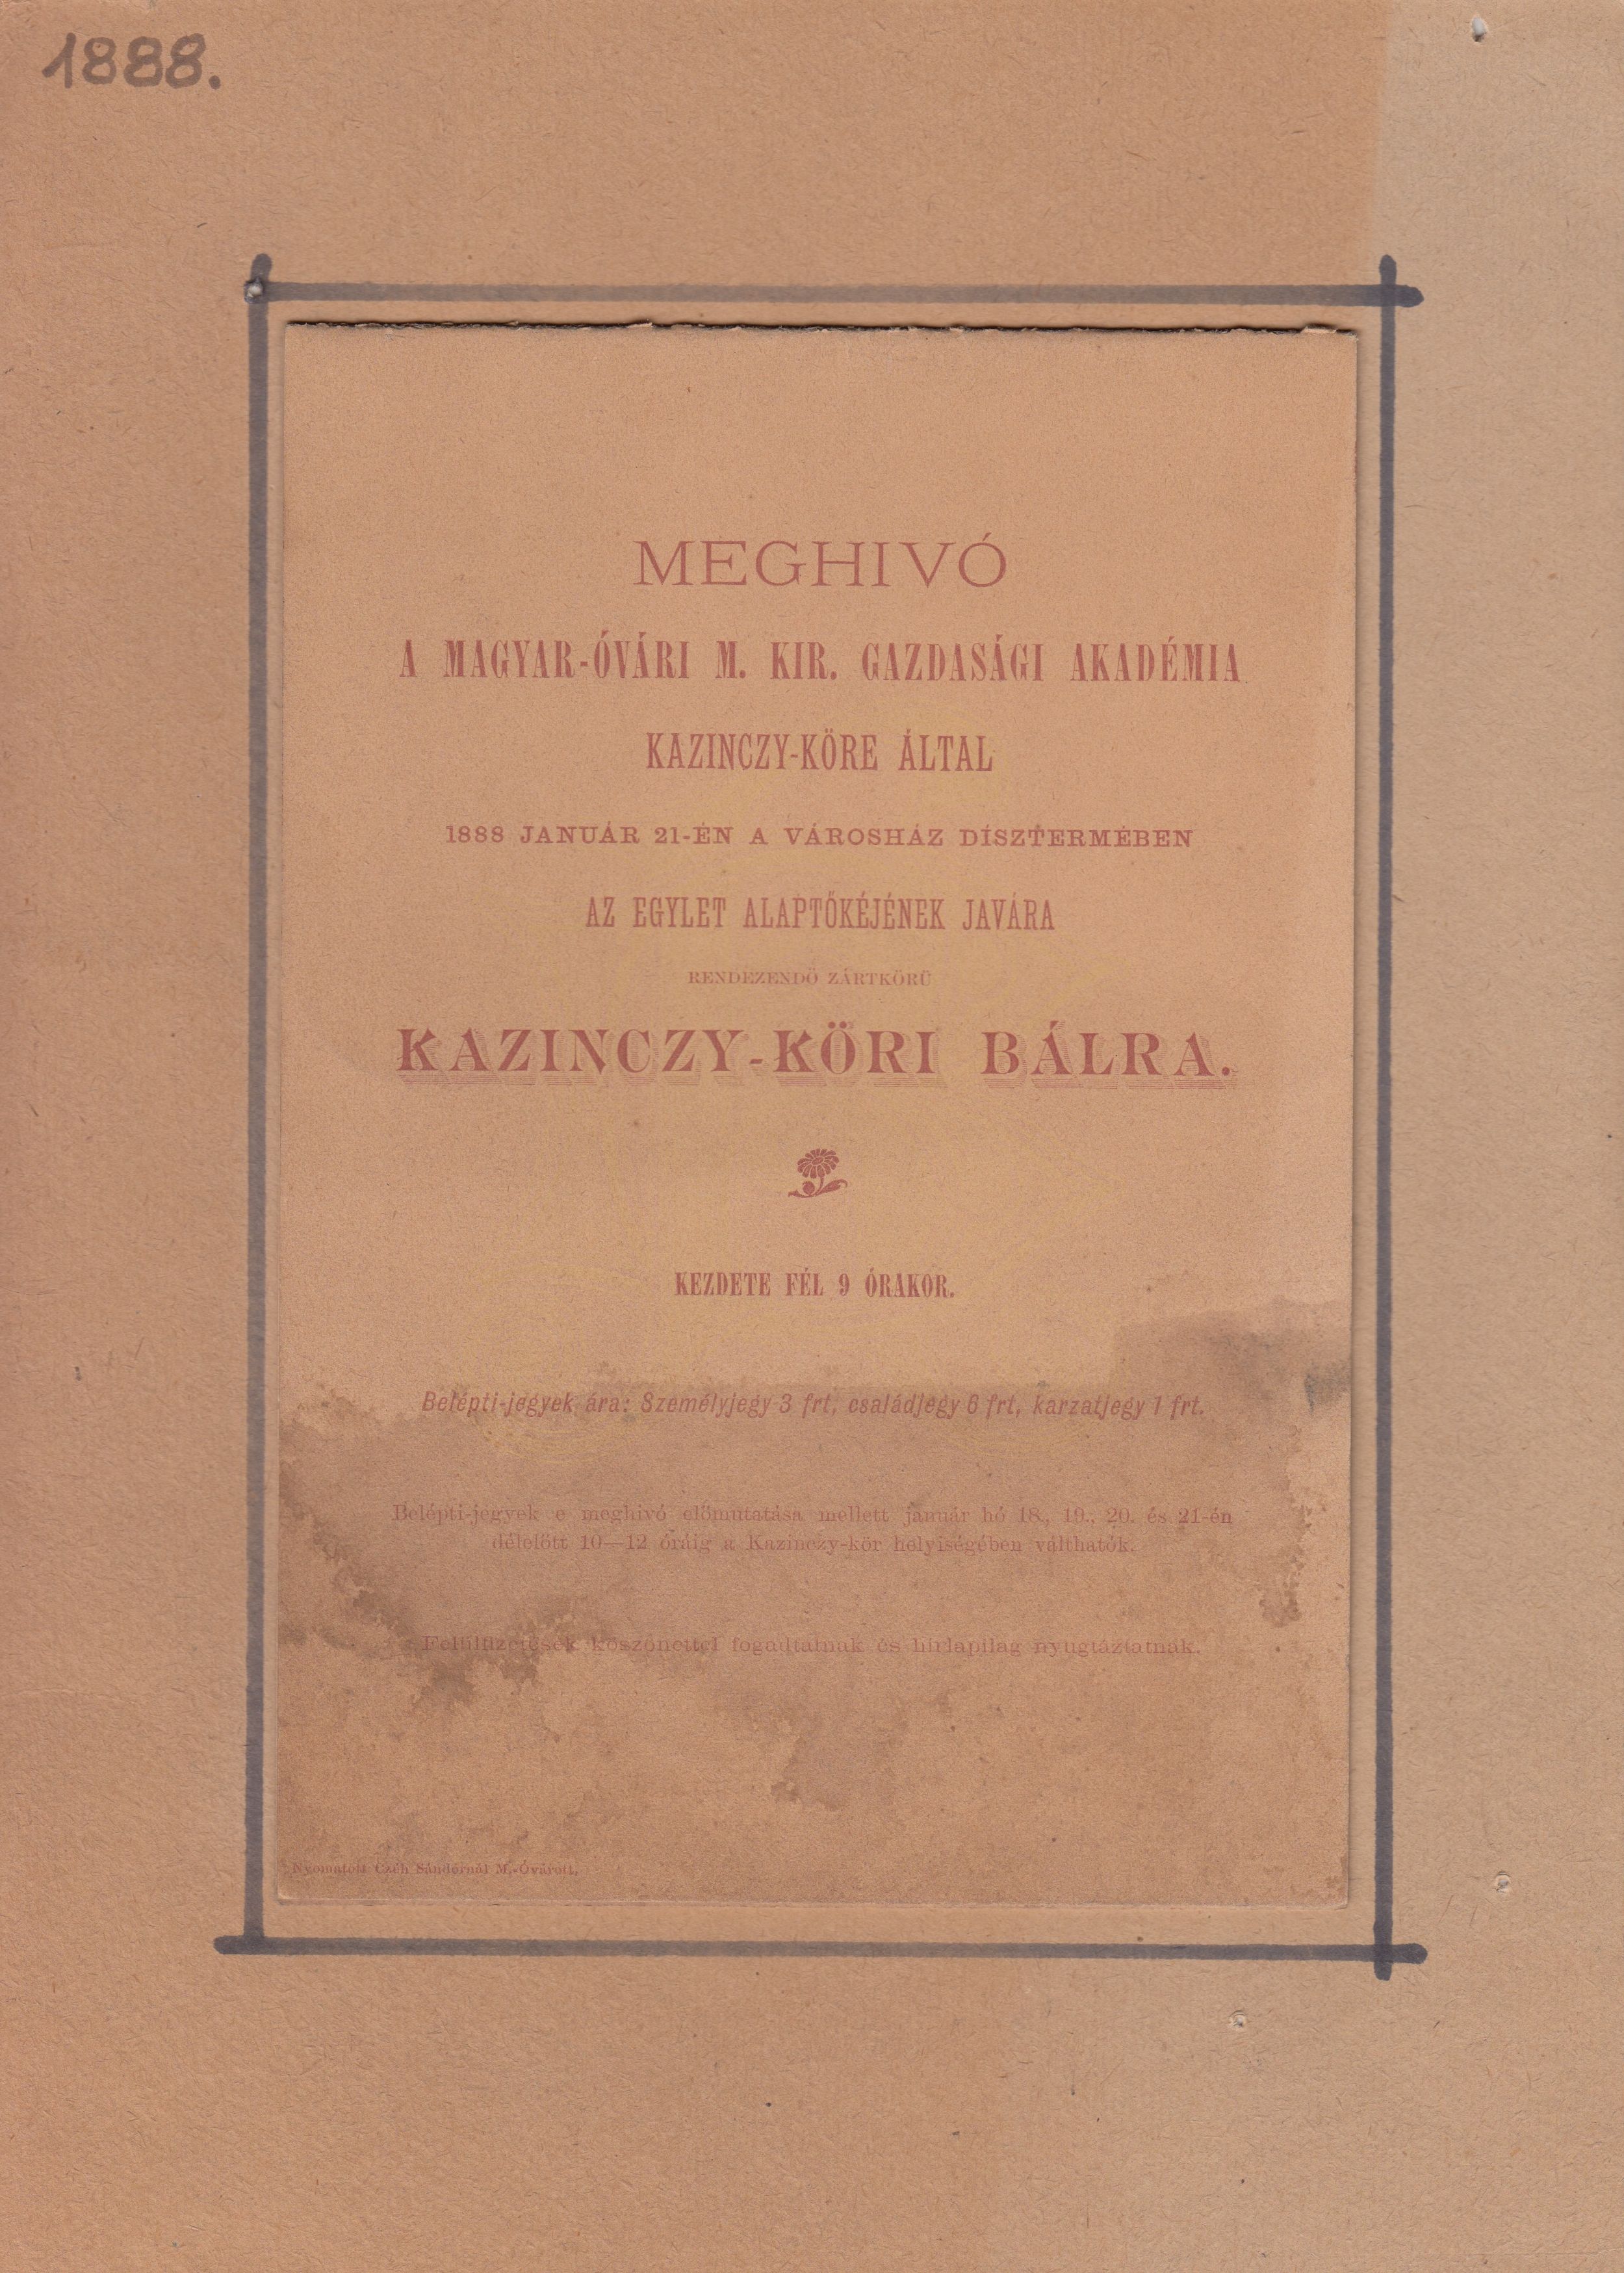 1888.
MEGHIVÓ
A MAGYAR-ÓVÁRI M. KIR. GAZDASÁGI AKADÉMIA
KAZINCZY-KÖRE ÁLTAL
1888 JANUÁR 21-ÉN A VÁROSHÁZ DÍSZTERMÉBEN
AZ EGYLET ALAPTŐKÉJÉNEK JAVÁRA
RENDEZENDŐ ZÁRTKÖRÜ
KAZINCZY-KÖRI BÁLRA.
KEZDETE FÉL 9 ÓRAKOR.
Belépti-jegyek ára: Személyjegy 3 frt, családjegy 6 frt, karzatjegy 1 frt.
Belépti-jegyek e meghivó előmutatása mellett január hó 18., 19., 20. és 21-én
délelőtt 10—12 óráig a Kazinczy-kör helyiségében válthatók.
Felülfizetések köszönettel fogadtatnak és hirlapilag nyugtáztatnak.
Nyomatott Czéh Sándornál M.-Óvárott.